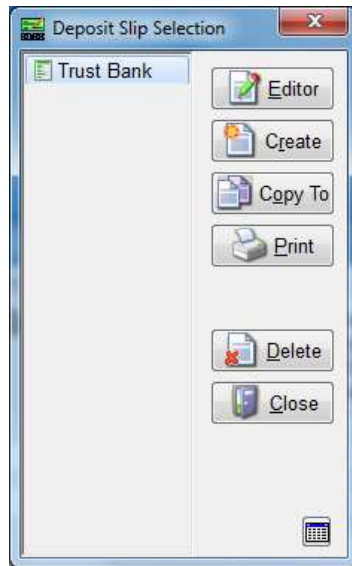 Deposit Slip Selection
Trust Bank
Editor
Create
Copy To
Print
Delete
Close